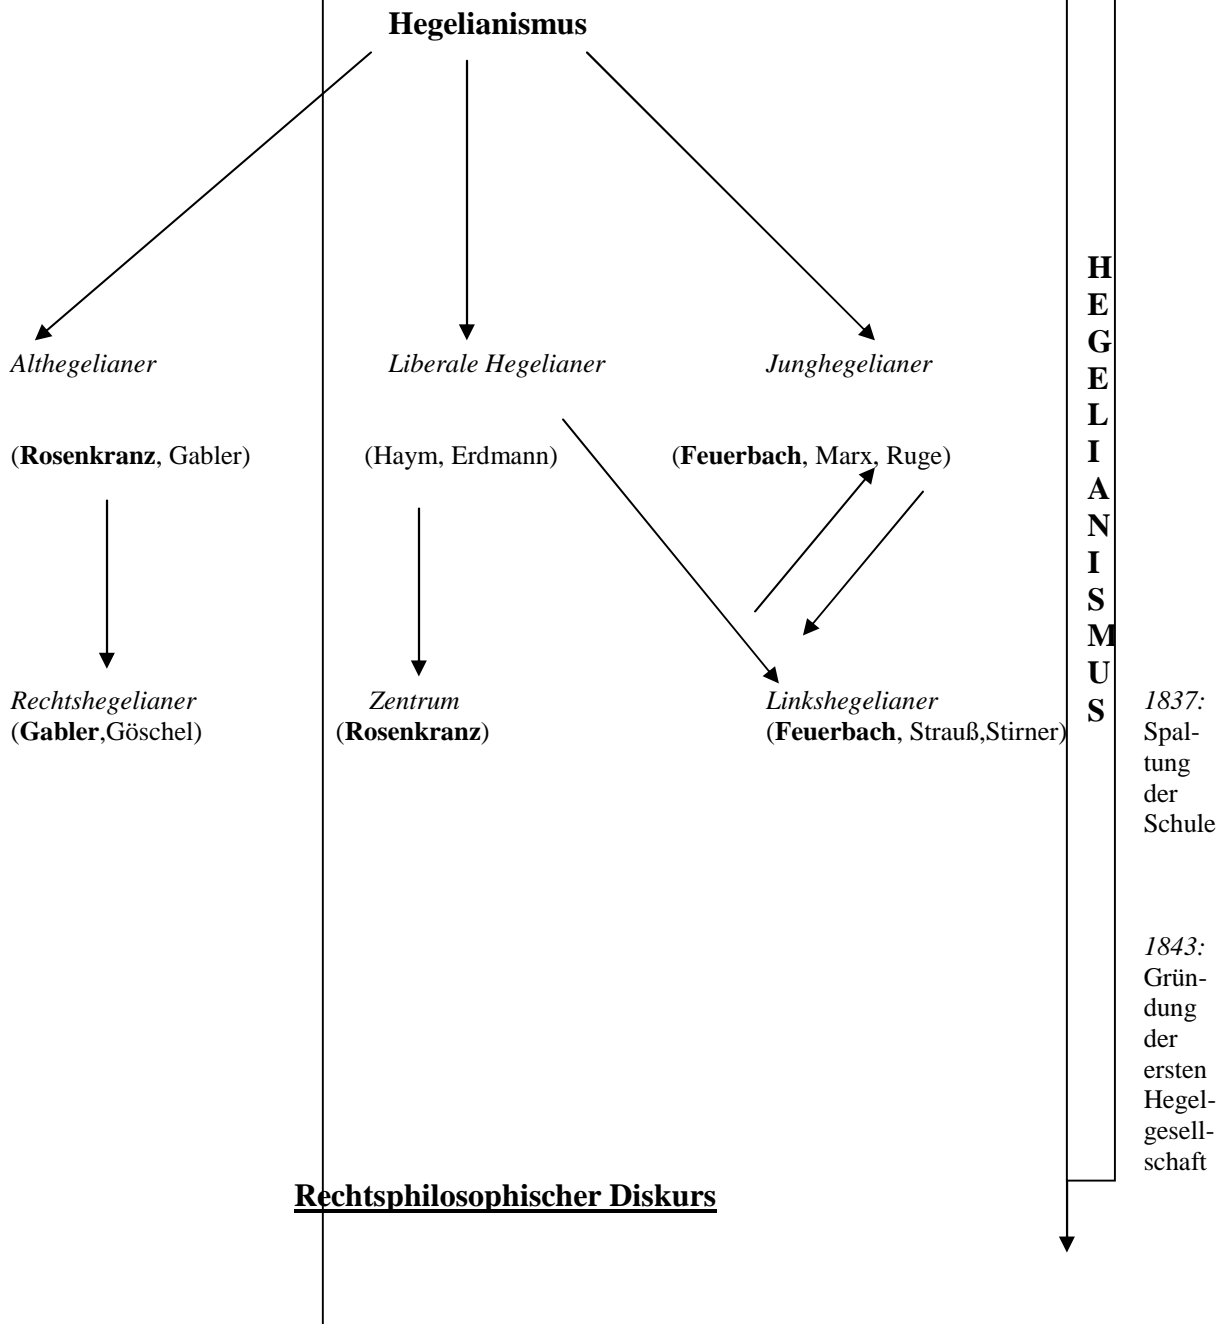 Hegelianismus
Althegelianer
Liberale Hegelianer
Junghegelianer
(Rosenkranz, Gabler)
(Haym, Erdmann)
(Feuerbach, Marx, Ruge)
Rechtshegelianer
(Gabler,Göschel)
Zentrum
(Rosenkranz)
Linkshegelianer
(Feuerbach, Strauß,Stirner)
H
E
G
E
L
I
A
N
I
S
M
U
S
1837:
Spal-
tung
der
Schule
1843:
Grün-
dung
der
ersten
Hegel-
gesell-
schaft
Rechtsphilosophischer Diskurs